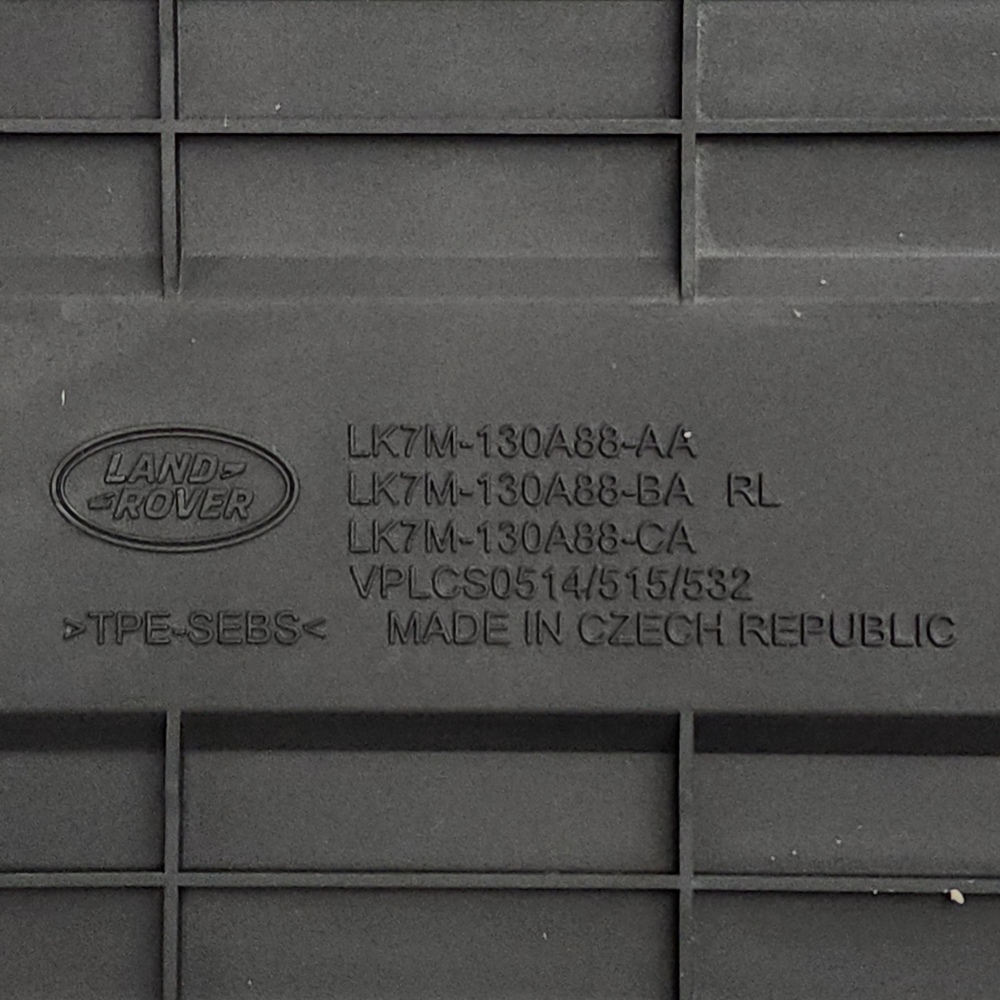 LAND
ROVER
LK7M-130A88-AA
LK7M-130A88-BA RL
LK7M-130A88-CA
VPLCS0514/515/532
>TPE-SEBS< MADE IN CZECH REPUBLIC